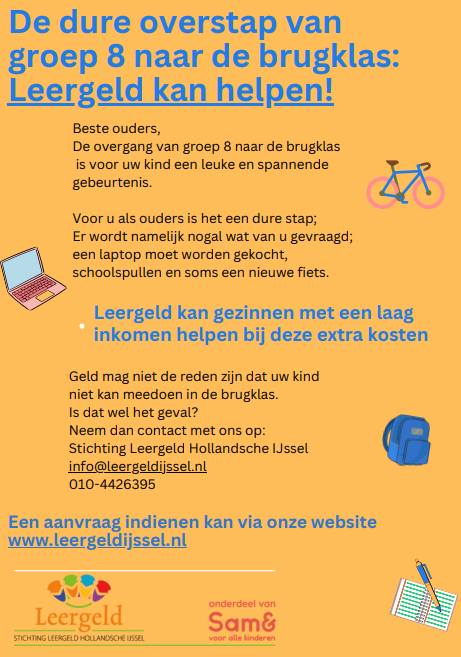 De dure overstap van
groep 8 naar de brugklas:
Leergeld kan helpen!
Beste ouders,
De overgang van groep 8 naar de brugklas
is voor uw kind een leuke en spannende
gebeurtenis.
Voor u als ouders is het een dure stap;
Er wordt namelijk nogal wat van u gevraagd;
een laptop moet worden gekocht,
schoolspullen en soms een nieuwe fiets.
Leergeld kan gezinnen met een laag
inkomen helpen bij deze extra kosten
Geld mag niet de reden zijn dat uw kind
niet kan meedoen in de brugklas.
Is dat wel het geval?
Neem dan contact met ons op:
Stichting Leergeld Hollandsche IJssel
info@leergeldijssel.nl
010-4426395
Een aanvraag indienen kan via onze website
www.leergeldijssel.nl
Leergeld
STICHTING LEERGELD HOLLANDSCHE IJSSEL
onderdeel van
Sam&
voor alle kinderen